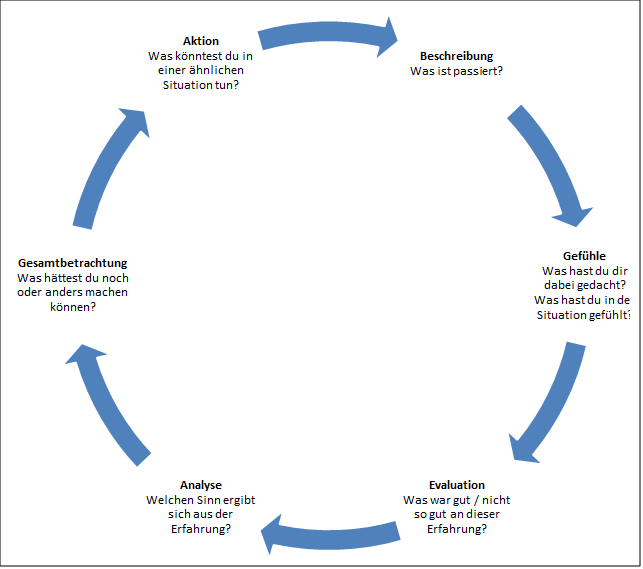 Aktion
Was könntest du in
einer ähnlichen
Situation tun?
Beschreibung
Was ist passiert?
Gefühle
Was hast du dir
dabei gedacht?
Was hast du in de
Situation gefühlt?
Evaluation
Was war gut / nicht
so gut an dieser
Erfahrung?
Analyse
Welchen Sinn ergibt
sich aus der
Erfahrung?
Gesamtbetrachtung
Was hättest du noch
oder anders machen
können?